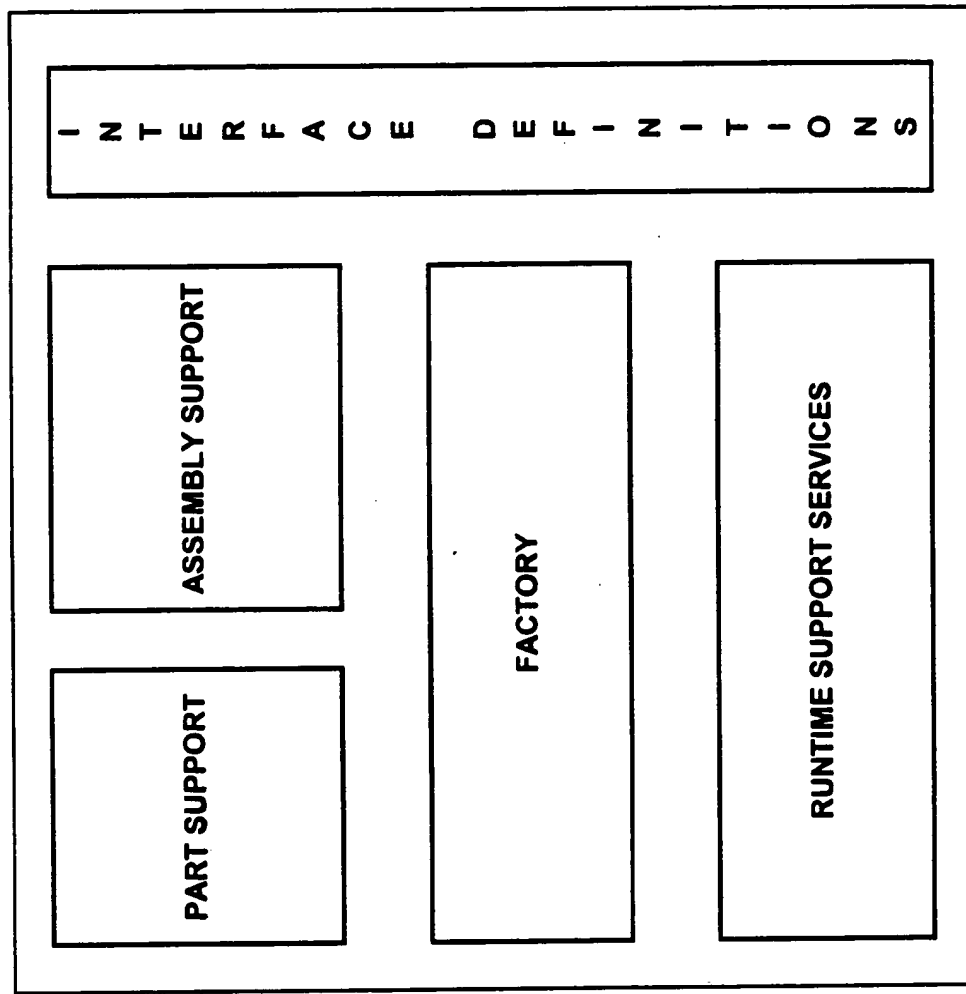 PART SUPPORT
ASSEMBLY SUPPORT
FACTORY
RUNTIME SUPPORT SERVICES
INTERFACE DEFINITIONS